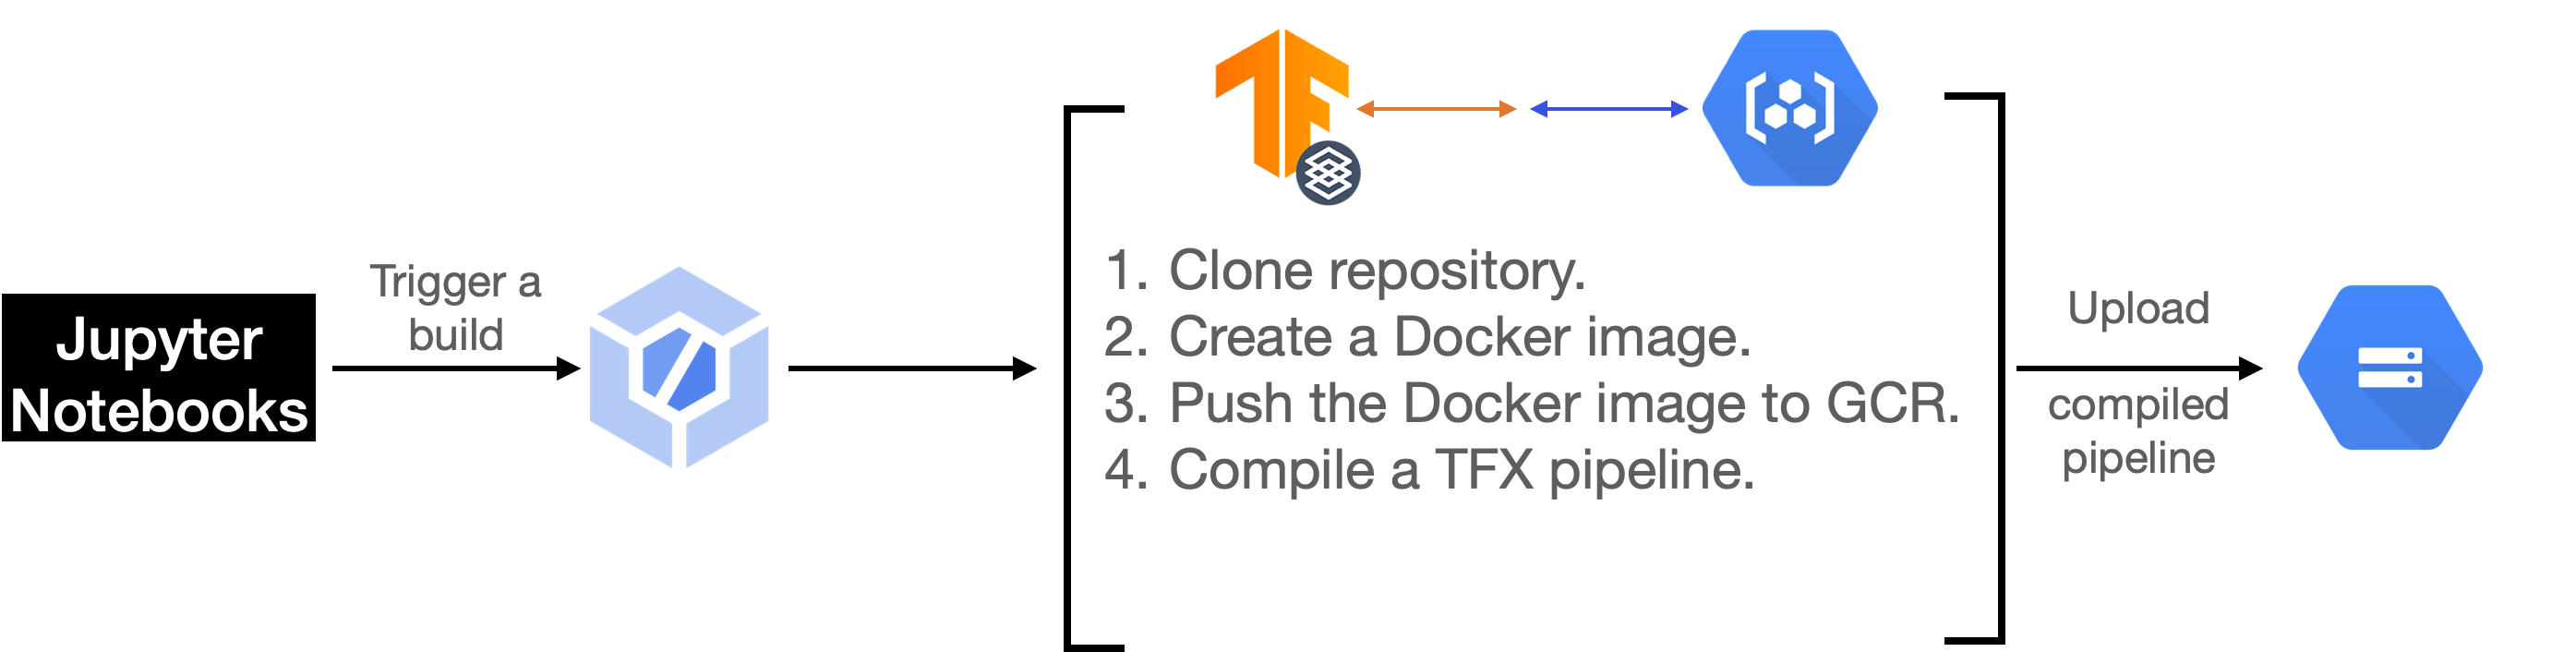 Jupyter
Notebooks
Trigger a
build
1. Clone repository.
2. Create a Docker image.
3. Push the Docker image to GCR.
4. Compile a TFX pipeline.
Upload
compiled
pipeline